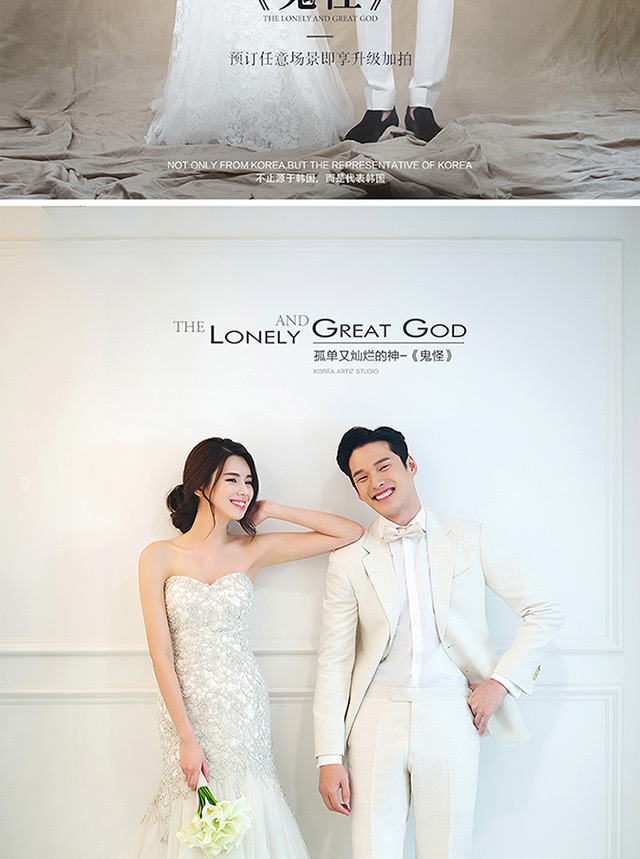 《鬼怪》
THE LONELY AND GREAT GOD
预订任意场景即享升级加拍
NOT ONLY FROM KOREA,BUT THE REPRESENTATIVE OF KOREA
不止源于韩国，而是代表韩国
THE LONELY AND GREAT GOD
孤单又灿烂的神-《鬼怪》
KOREA ARTIZ STUDIO